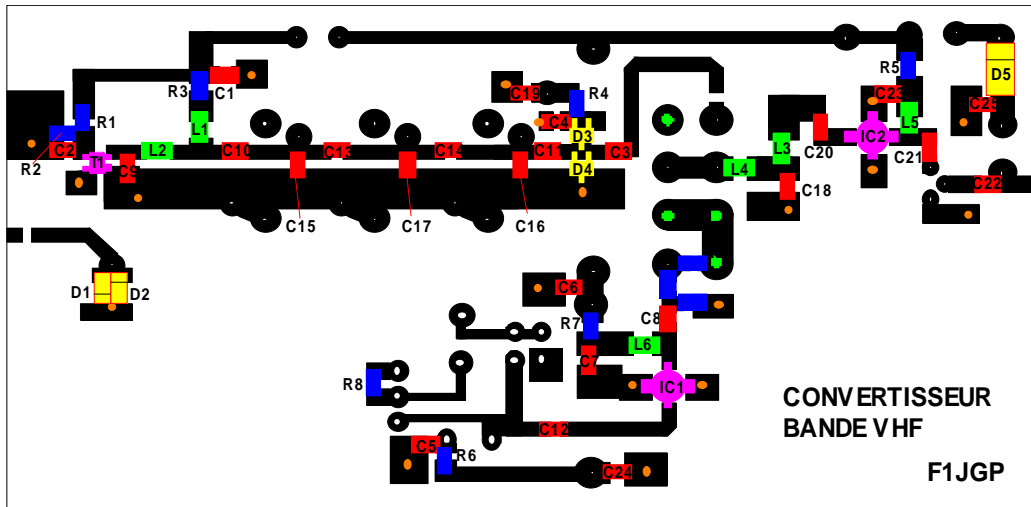 R5
D5
R3
C1
C19
R4
C23
C25
R1
C4
L5
R2
C2
L1
D3
IC2
C20
C21
T1
L2
C10
C13
C14
C11
C3
L3
C9
D4
L4
C18
C22
C15
C17
C16
D1
D2
C6
R7
C8
L6
C7
R8
IC1
CONVERTISSEUR
BANDE VHF
C12
C5
R6
C24
F1JGP